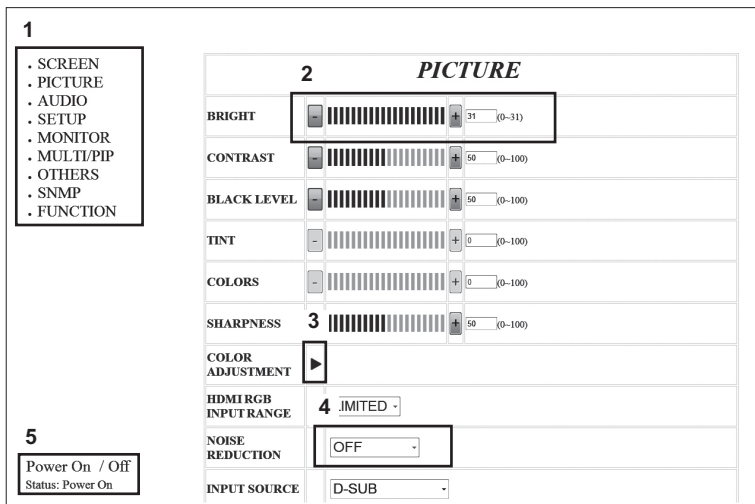 1
. SCREEN
. PICTURE
. AUDIO
. SETUP
. MONITOR
. MULTI/PIP
. OTHERS
. SNMP
. FUNCTION
2
PICTURE
BRIGHT - + 31 (0~31)
CONTRAST - + 50 (0~100)
BLACK LEVEL - + 50 (0~100)
TINT - + 0 (0~100)
COLORS - + 0 (0~100)
SHARPNESS 3 + 50 (0~100)
COLOR
ADJUSTMENT
HDMI RGB
INPUT RANGE 4 IMITED
NOISE
REDUCTION OFF
INPUT SOURCE D-SUB
5
Power On / Off
Status: Power On